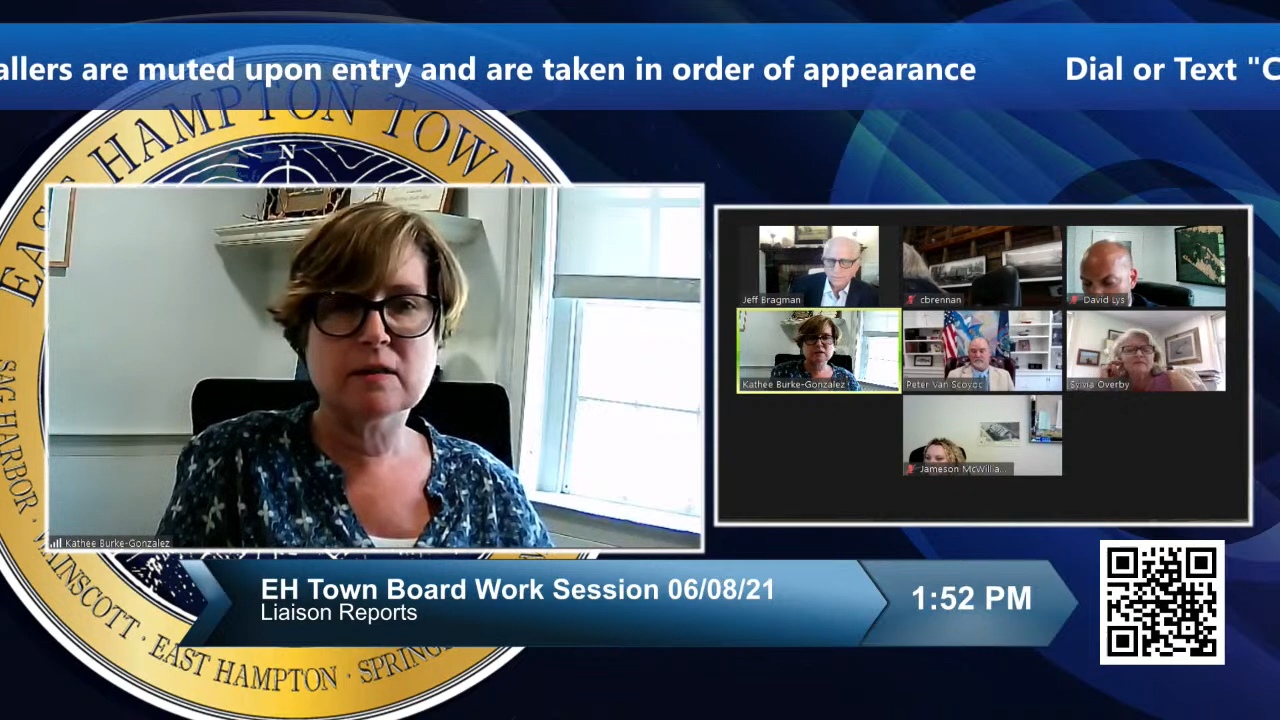 allers are muted upon entry and are taken in order of appearance
Dial or Text "C
EAST HAMPTON TOWN
N
SAG HARBOR · WAINSCOTT · EAST HAMPTON · SPRING
Kathee Burke-Gonzalez
Jeff Bragman
cbrennan
David Lys
Kathee Burke-Gonzalez
Peter Van Scoyoc
Sylvia Overby
Jameson McWillia...
EH Town Board Work Session 06/08/21
Liaison Reports
1:52 PM